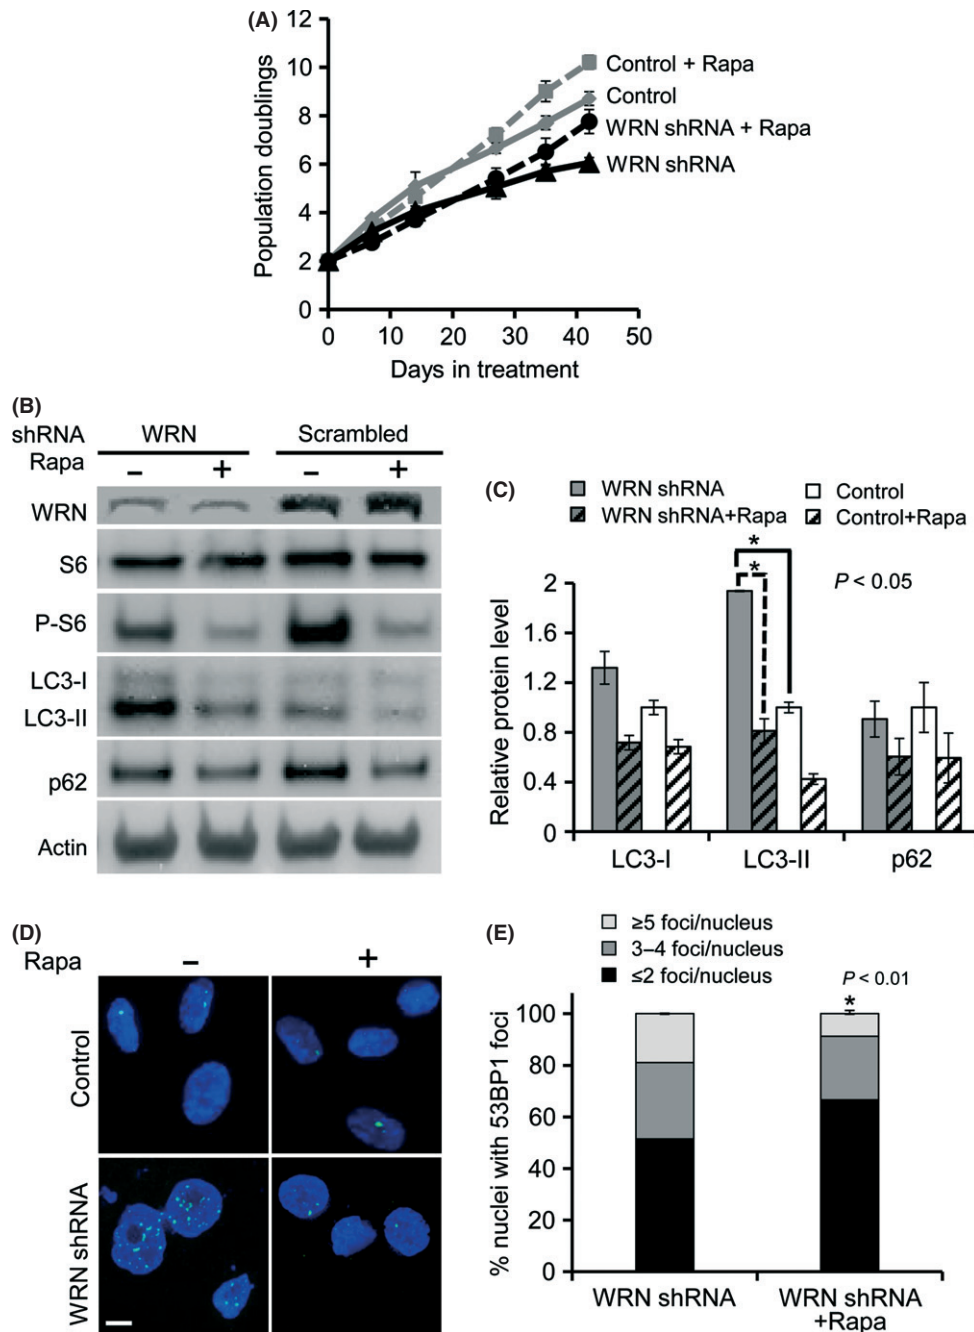 (A)
Population doublings
12
10
8
6
4
2
0
0 10 20 30 40 50
Days in treatment
Control + Rapa
Control
WRN shRNA + Rapa
WRN shRNA
(B)
shRNA WRN Scrambled
Rapa – + – +
WRN
S6
P-S6
LC3-I
LC3-II
p62
Actin
(C)
WRN shRNA Control
WRN shRNA+Rapa Control+Rapa
* 
*
P < 0.05
Relative protein level
2
1.6
1.2
0.8
0.4
0
LC3-I LC3-II p62
(D)
Rapa – +
Control
WRN shRNA
(E)
≥5 foci/nucleus
3–4 foci/nucleus
≤2 foci/nucleus
P < 0.01
*
% nuclei with 53BP1 foci
100
80
60
40
20
0
WRN shRNA WRN shRNA
+Rapa